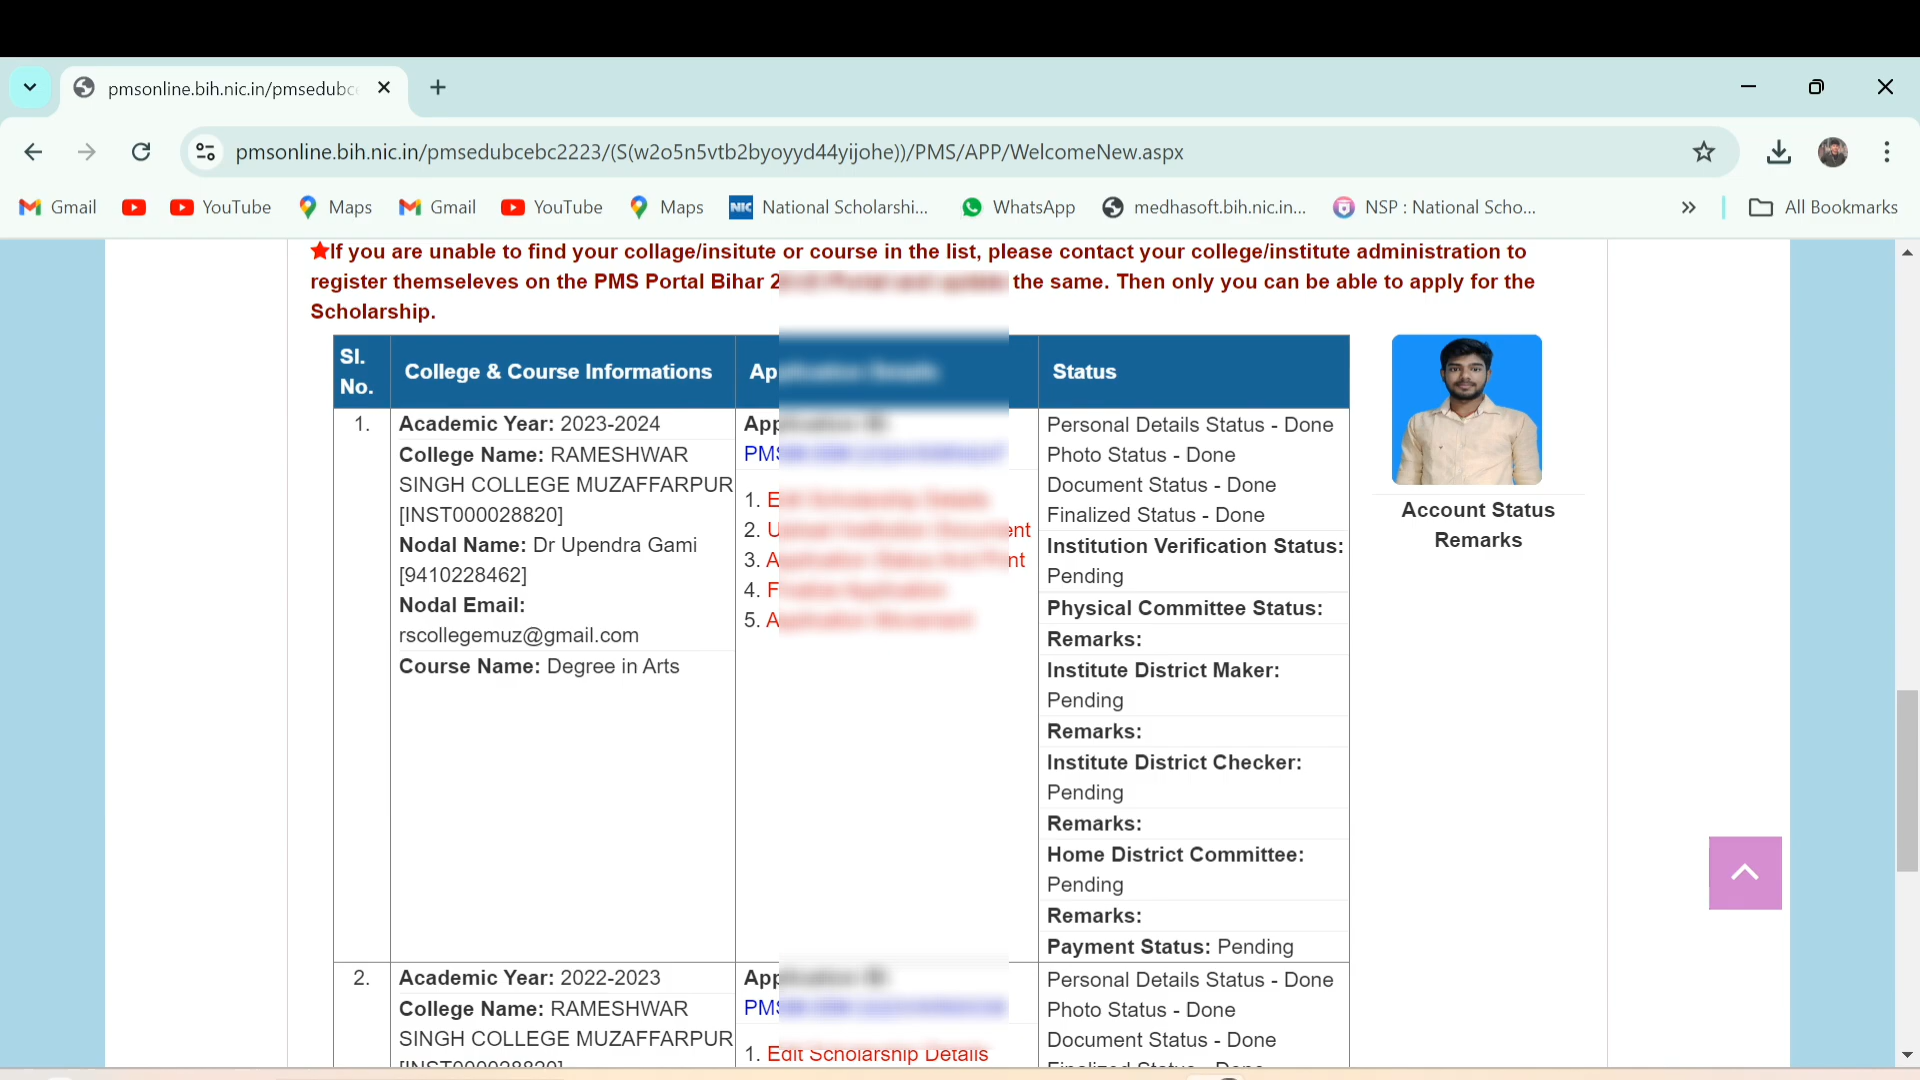 pmsonline.bih.nic.in/pmsedubce
pmsonline.bih.nic.in/pmsedubcebc2223/(S(w2o5n5vtb2byoyyd44yijohe))/PMS/APP/WelcomeNew.aspx
Gmail YouTube Maps Gmail YouTube Maps NIC National Scholarshi... WhatsApp medhasoft.bih.nic.in... NSP : National Scho... » All Bookmarks
If you are unable to find your collage/insitute or course in the list, please contact your college/institute administration to
register themseleves on the PMS Portal Bihar the same. Then only you can be able to apply for the
Scholarship.
Sl. No. College & Course Informations Status
1.
Academic Year: 2023-2024
College Name: RAMESHWAR
SINGH COLLEGE MUZAFFARPUR
[INST000028820]
Nodal Name: Dr Upendra Gami
[9410228462]
Nodal Email:
rscollegemuz@gmail.com
Course Name: Degree in Arts
PMS
1.
2.
3.
4.
5.
Personal Details Status - Done
Photo Status - Done
Document Status - Done
Finalized Status - Done
Institution Verification Status:
Pending
Physical Committee Status:
Remarks:
Institute District Maker:
Pending
Remarks:
Institute District Checker:
Pending
Remarks:
Home District Committee:
Pending
Remarks:
Payment Status: Pending
Account Status
Remarks
2.
Academic Year: 2022-2023
College Name: RAMESHWAR
SINGH COLLEGE MUZAFFARPUR
[INST000028820]
PMS
1. Edit Scholarship Details
Personal Details Status - Done
Photo Status - Done
Document Status - Done
Finalized Status - Done